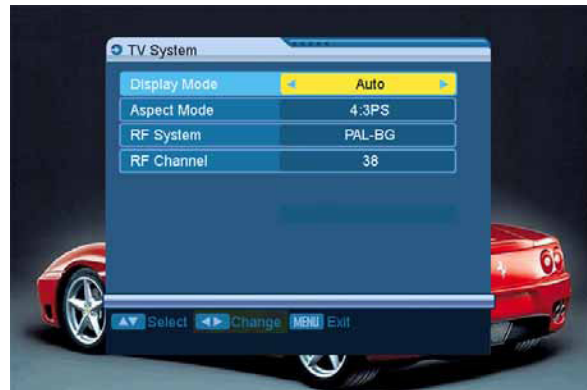 TV System
Display Mode Auto
Aspect Mode 4:3PS
RF System PAL-BG
RF Channel 38
Select Change MENU Exit